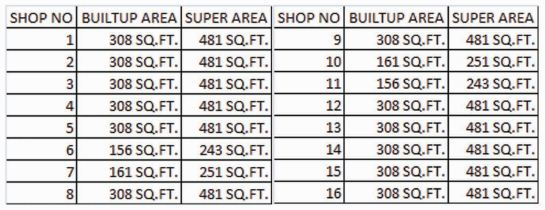 SHOP NO BUILTUP AREA SUPER AREA SHOP NO BUILTUP AREA SUPER AREA
1 308 SQ.FT. 481 SQ.FT. 9 308 SQ.FT. 481 SQ.FT.
2 308 SQ.FT. 481 SQ.FT. 10 161 SQ.FT. 251 SQ.FT.
3 308 SQ.FT. 481 SQ.FT. 11 156 SQ.FT. 243 SQ.FT.
4 308 SQ.FT. 481 SQ.FT. 12 308 SQ.FT. 481 SQ.FT.
5 308 SQ.FT. 481 SQ.FT. 13 308 SQ.FT. 481 SQ.FT.
6 156 SQ.FT. 243 SQ.FT. 14 308 SQ.FT. 481 SQ.FT.
7 161 SQ.FT. 251 SQ.FT. 15 308 SQ.FT. 481 SQ.FT.
8 308 SQ.FT. 481 SQ.FT. 16 308 SQ.FT. 481 SQ.FT.